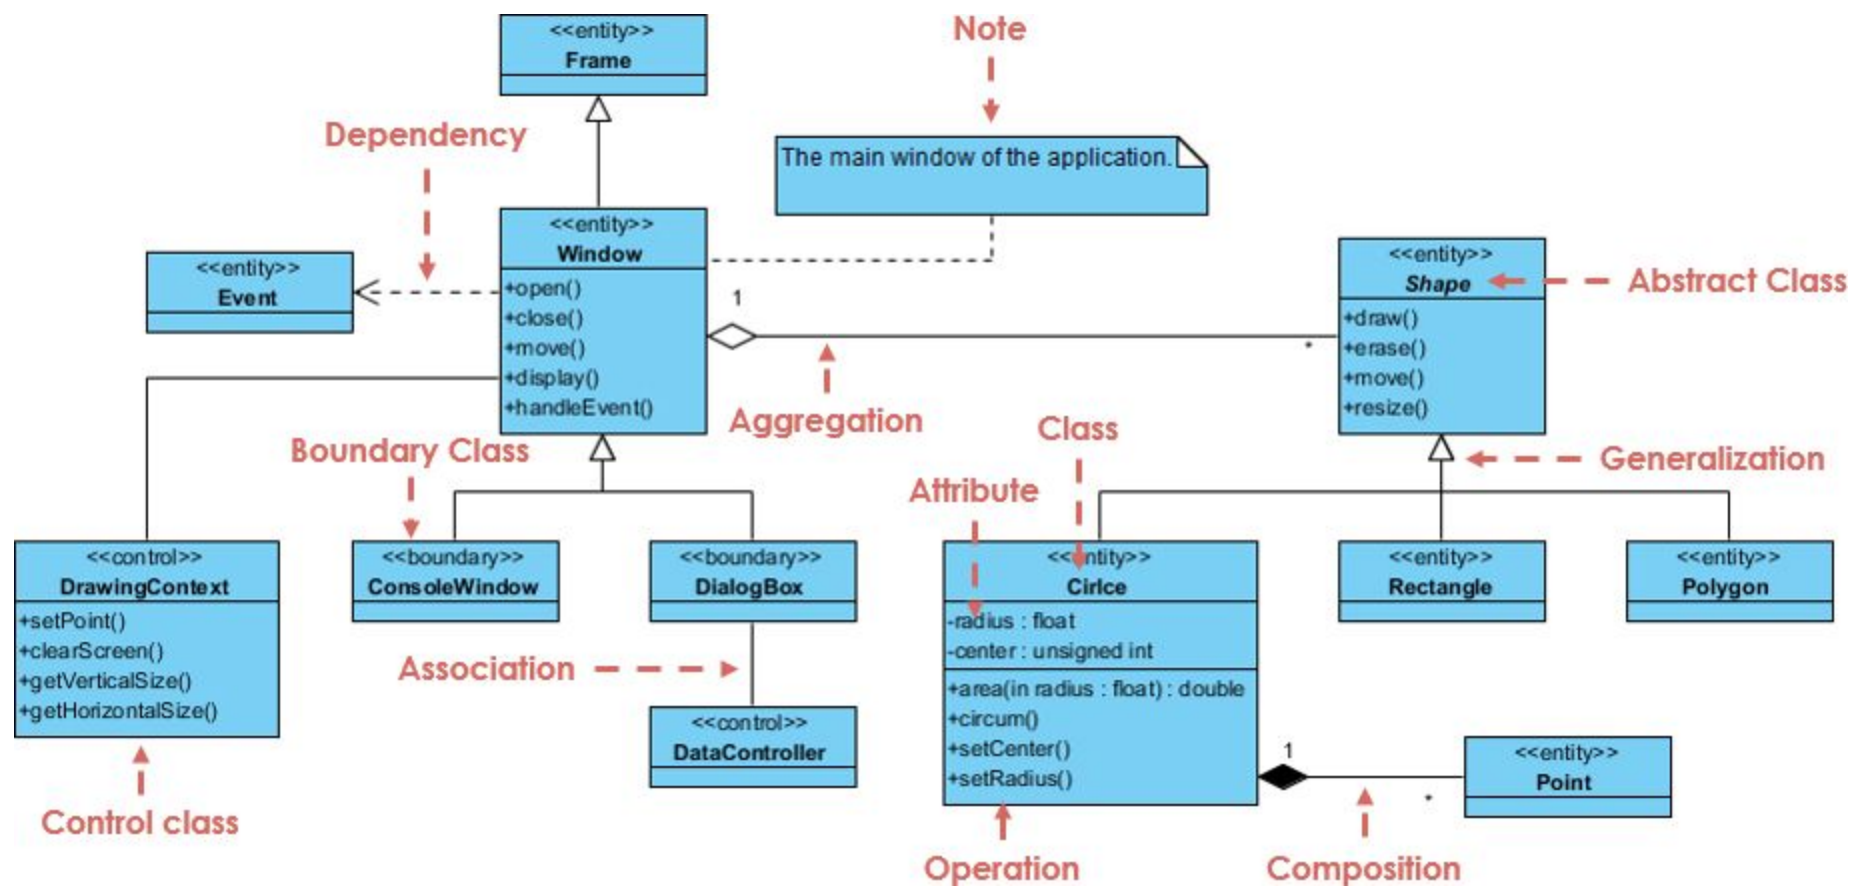 <<entity>>
Frame
Note
Dependency
The main window of the application.
<<entity>>
Window
+open()
+close()
+move()
+display()
+handleEvent()
<<entity>>
Event
1
*
Aggregation
<<entity>>
Shape
+draw()
+erase()
+move()
+resize()
Abstract Class
Generalization
Boundary Class
Class
Attribute
<<control>>
DrawingContext
+setPoint()
+clearScreen()
+getVerticalSize()
+getHorizontalSize()
Control class
<<boundary>>
ConsoleWindow
<<boundary>>
DialogBox
Association
<<control>>
DataController
<<entity>>
Cirlce
-radius : float
-center : unsigned int
+area(in radius : float) : double
+circum()
+setCenter()
+setRadius()
Operation
<<entity>>
Rectangle
<<entity>>
Polygon
1
*
Composition
<<entity>>
Point